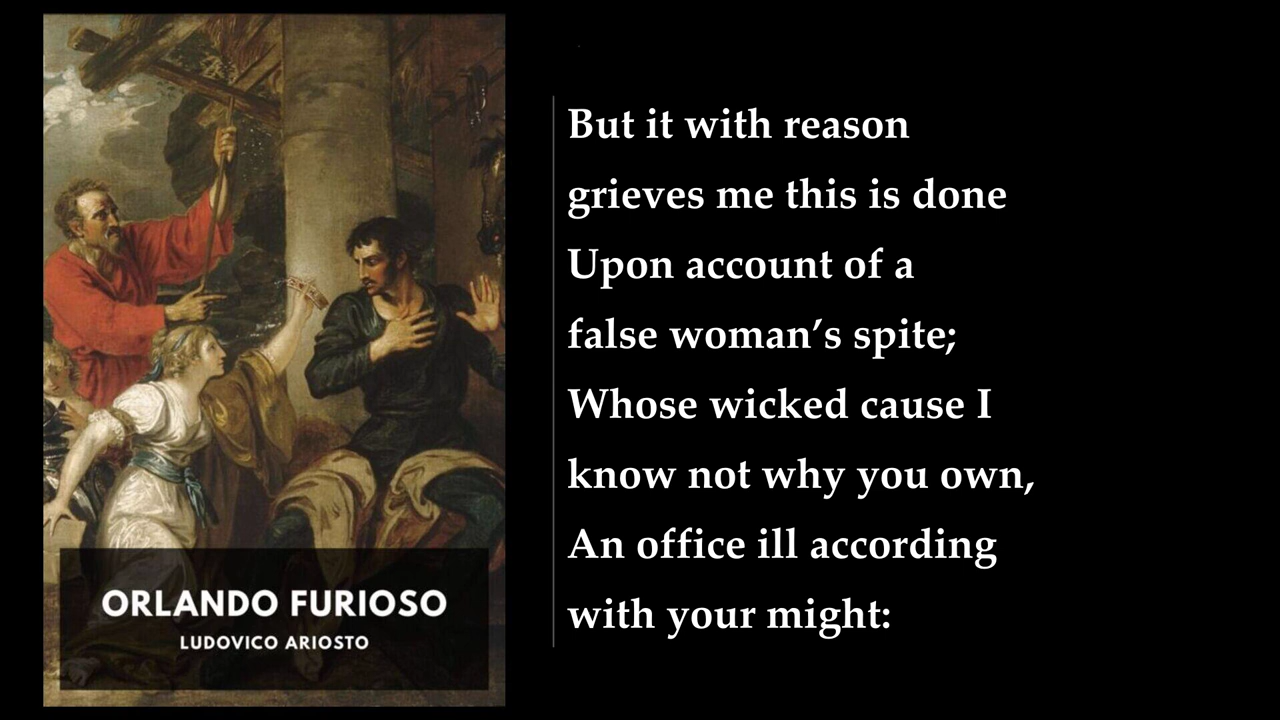 ORLANDO FURIOSO
LUDOVICO ARIOSTO
But it with reason
grieves me this is done
Upon account of a
false woman’s spite;
Whose wicked cause I
know not why you own,
An office ill according
with your might: